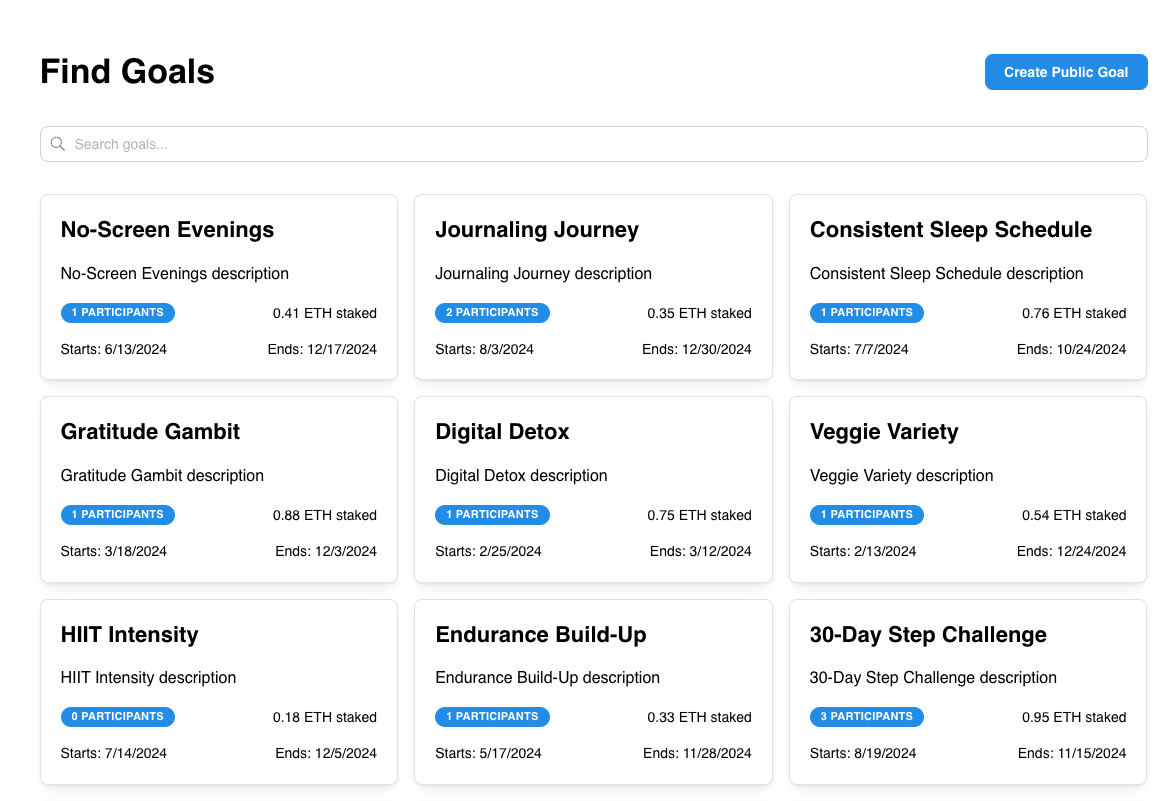 Find Goals
Create Public Goal
Search goals...
No-Screen Evenings
No-Screen Evenings description
1 PARTICIPANTS 0.41 ETH staked
Starts: 6/13/2024 Ends: 12/17/2024
Journaling Journey
Journaling Journey description
2 PARTICIPANTS 0.35 ETH staked
Starts: 8/3/2024 Ends: 12/30/2024
Consistent Sleep Schedule
Consistent Sleep Schedule description
1 PARTICIPANTS 0.76 ETH staked
Starts: 7/7/2024 Ends: 10/24/2024
Gratitude Gambit
Gratitude Gambit description
1 PARTICIPANTS 0.88 ETH staked
Starts: 3/18/2024 Ends: 12/3/2024
Digital Detox
Digital Detox description
1 PARTICIPANTS 0.75 ETH staked
Starts: 2/25/2024 Ends: 3/12/2024
Veggie Variety
Veggie Variety description
1 PARTICIPANTS 0.54 ETH staked
Starts: 2/13/2024 Ends: 12/24/2024
HIIT Intensity
HIIT Intensity description
0 PARTICIPANTS 0.18 ETH staked
Starts: 7/14/2024 Ends: 12/5/2024
Endurance Build-Up
Endurance Build-Up description
1 PARTICIPANTS 0.33 ETH staked
Starts: 5/17/2024 Ends: 11/28/2024
30-Day Step Challenge
30-Day Step Challenge description
3 PARTICIPANTS 0.95 ETH staked
Starts: 8/19/2024 Ends: 11/15/2024